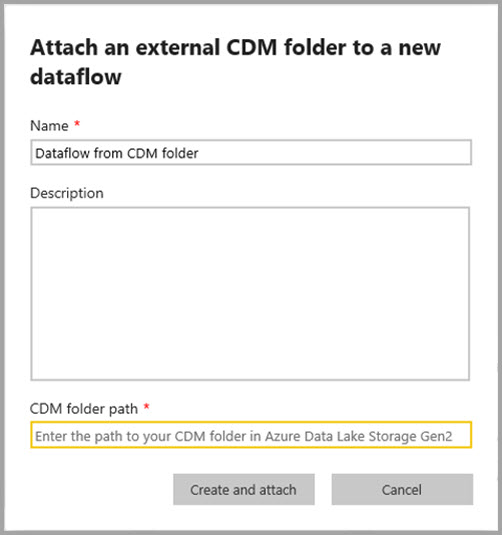 Attach an external CDM folder to a new
dataflow
Name *
Dataflow from CDM folder
Description
CDM folder path *
Enter the path to your CDM folder in Azure Data Lake Storage Gen2
Create and attach
Cancel